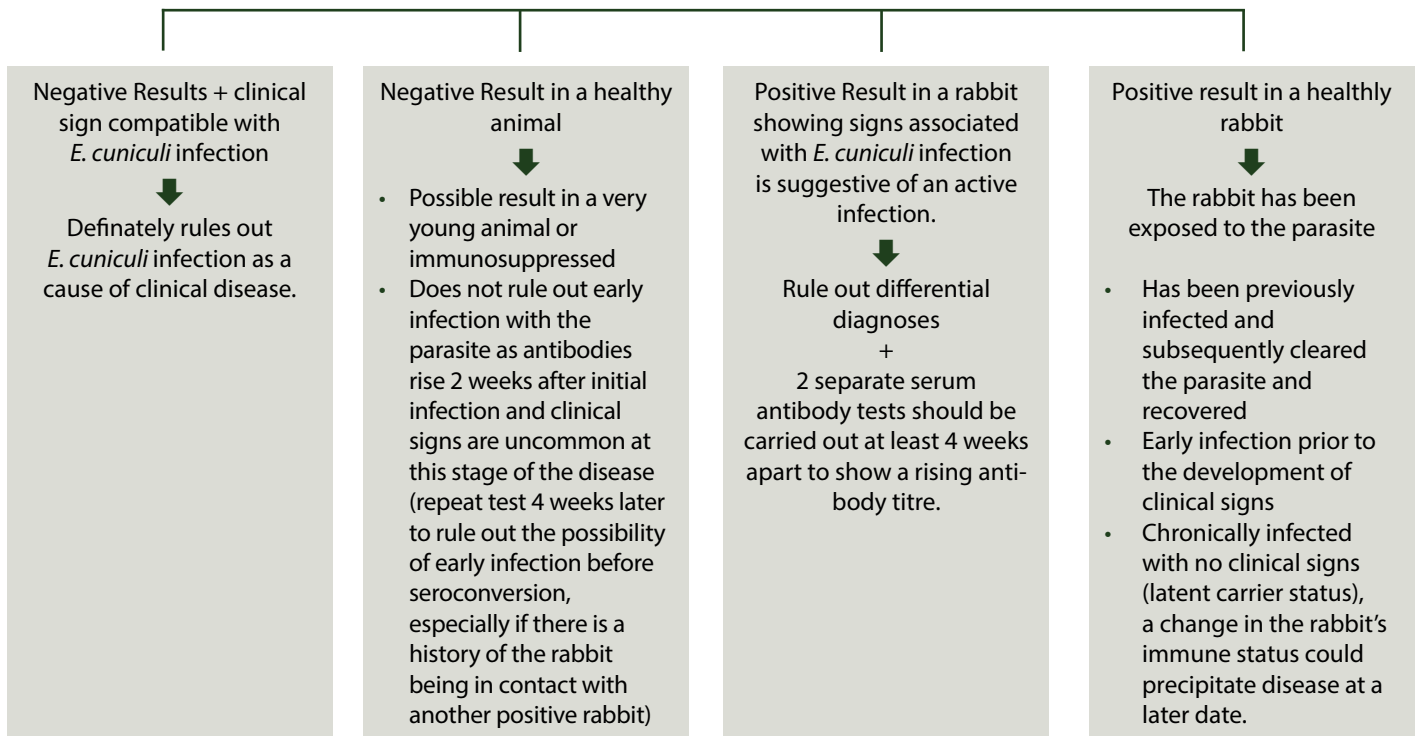 Negative Results + clinical
sign compatible with
E. cuniculi infection
Definately rules out
E. cuniculi infection as a
cause of clinical disease.
Negative Result in a healthy
animal
• Possible result in a very
young animal or
immunosuppressed
• Does not rule out early
infection with the
parasite as antibodies
rise 2 weeks after initial
infection and clinical
signs are uncommon at
this stage of the disease
(repeat test 4 weeks later
to rule out the possibility
of early infection before
seroconversion,
especially if there is a
history of the rabbit
being in contact with
another positive rabbit)
Positive Result in a rabbit
showing signs associated
with E. cuniculi infection
is suggestive of an active
infection.
Rule out differential
diagnoses
+
2 separate serum
antibody tests should be
carried out at least 4 weeks
apart to show a rising anti-
body titre.
Positive result in a healthly
rabbit
The rabbit has been
exposed to the parasite
• Has been previously
infected and
subsequently cleared
the parasite and
recovered
• Early infection prior to
the development of
clinical signs
• Chronically infected
with no clinical signs
(latent carrier status),
a change in the rabbit’s
immune status could
precipitate disease at a
later date.